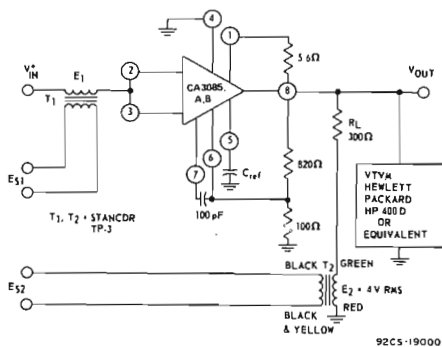 V⁺IN
E1
T1
ES1
T1, T2 = STANCDR
TP-3
2
3
4
1
CA3085,
A,B
7
6
5
100 pF
Cref
5 6Ω
8
820Ω
100Ω
VOUT
RL
300Ω
VTVM
HEWLETT
PACKARD
HP 400 D
OR
EQUIVALENT
ES2
BLACK T2
GREEN
E2 = 4V RMS
RED
BLACK
& YELLOW
92CS-19000